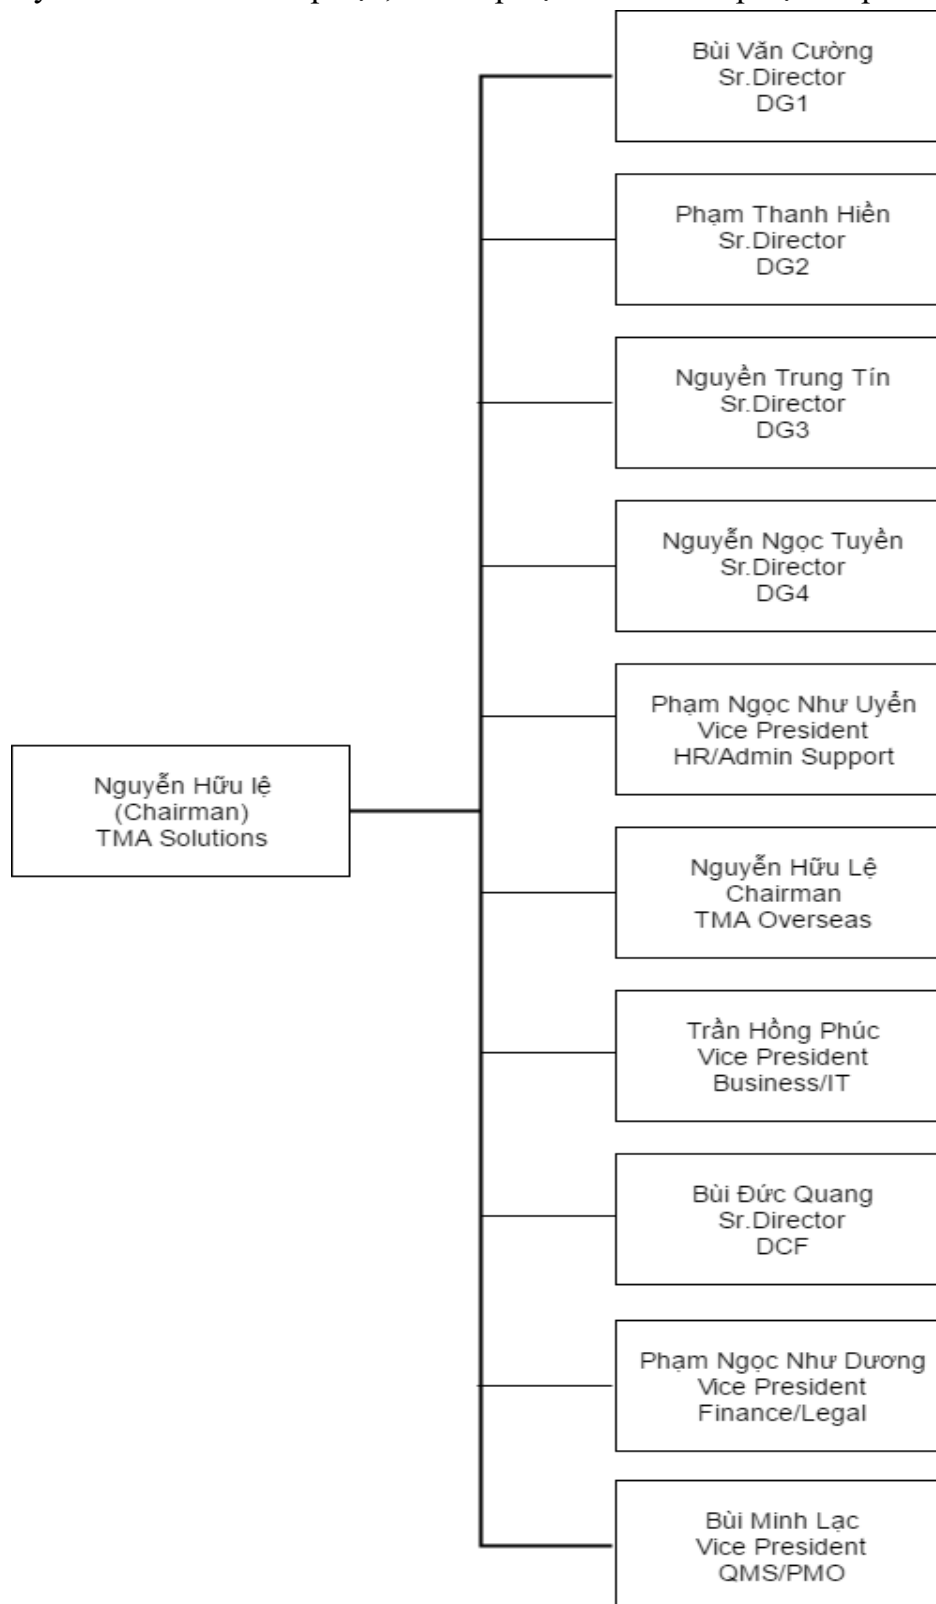 Bùi Văn Cường
Sr.Director
DG1
Phạm Thanh Hiền
Sr.Director
DG2
Nguyễn Trung Tín
Sr.Director
DG3
Nguyễn Ngọc Tuyền
Sr.Director
DG4
Phạm Ngọc Như Uyển
Vice President
HR/Admin Support
Nguyễn Hữu lệ
(Chairman)
TMA Solutions
Nguyễn Hữu Lệ
Chairman
TMA Overseas
Trần Hồng Phúc
Vice President
Business/IT
Bùi Đức Quang
Sr.Director
DCF
Phạm Ngọc Như Dương
Vice President
Finance/Legal
Bùi Minh Lạc
Vice President
QMS/PMO